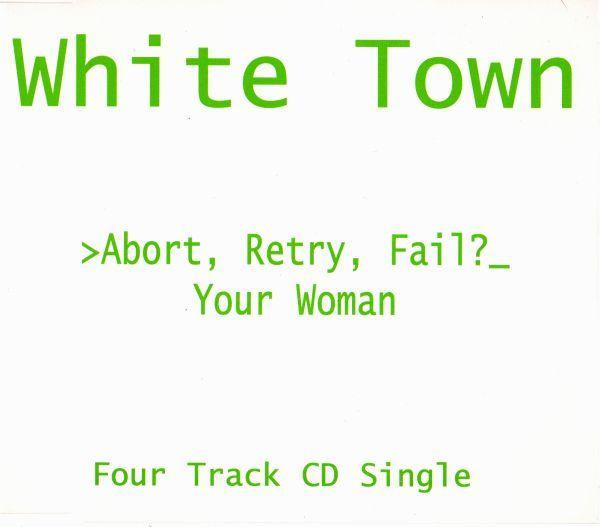 White Town
>Abort, Retry, Fail?_
Your Woman
Four Track CD Single